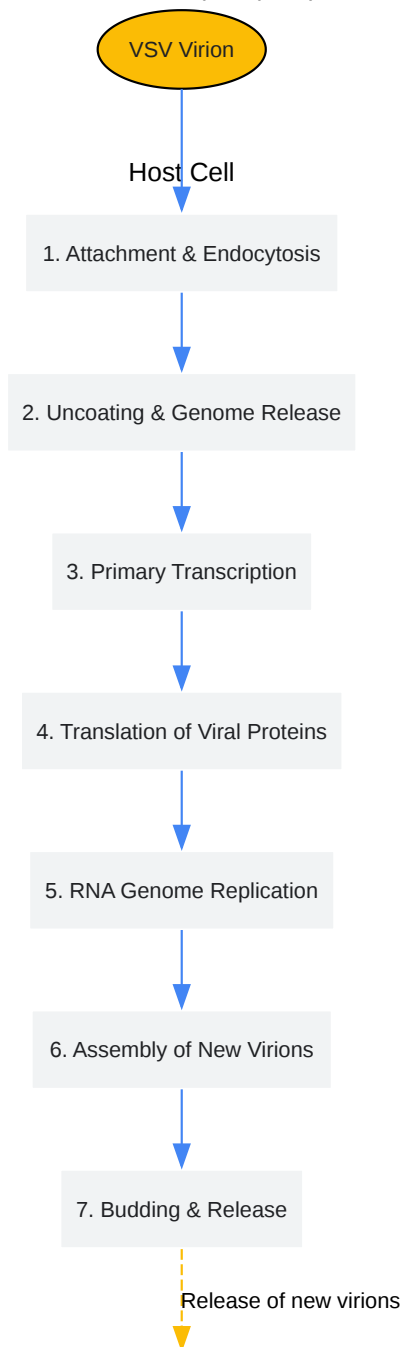 VSV Virion
Host Cell
1. Attachment & Endocytosis
2. Uncoating & Genome Release
3. Primary Transcription
4. Translation of Viral Proteins
5. RNA Genome Replication
6. Assembly of New Virions
7. Budding & Release
Release of new virions